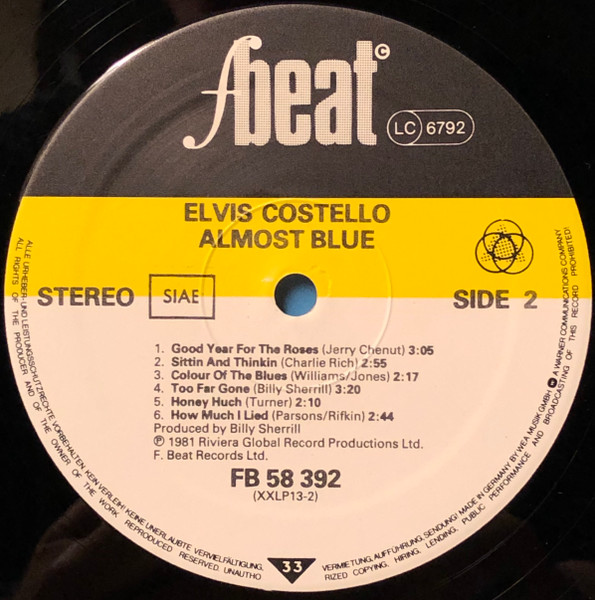 fbeat©
LC 6792
ELVIS COSTELLO
ALMOST BLUE
STEREO SIAE SIDE 2
1. Good Year For The Roses (Jerry Chenut) 3:05
2. Sittin And Thinkin (Charlie Rich) 2:55
3. Colour Of The Blues (Williams/Jones) 2:17
4. Too Far Gone (Billy Sherrill) 3:20
5. Honey Huch (Turner) 2:10
6. How Much I Lied (Parsons/Rifkin) 2:44
Produced by Billy Sherrill
℗ 1981 Riviera Global Record Productions Ltd.
F. Beat Records Ltd.
FB 58 392
(XXLP13-2)
33
ALLE URHEBER- UND LEISTUNGSSCHUTZRECHTE VORBEHALTEN. KEIN VERLEIH! KEINE UNERLAUBTE VERVIELFÄLTIGUNG, VERMIETUNG, AUFFÜHRUNG, SENDUNG! MADE IN GERMANY BY WEA MUSIK GMBH A WARNER COMMUNICATIONS COMPANY
ALL RIGHTS OF THE PRODUCER AND OF THE OWNER OF THE WORK REPRODUCED RESERVED. UNAUTHORIZED COPYING, HIRING, LENDING, PUBLIC PERFORMANCE AND BROADCASTING OF THIS RECORD PROHIBITED!